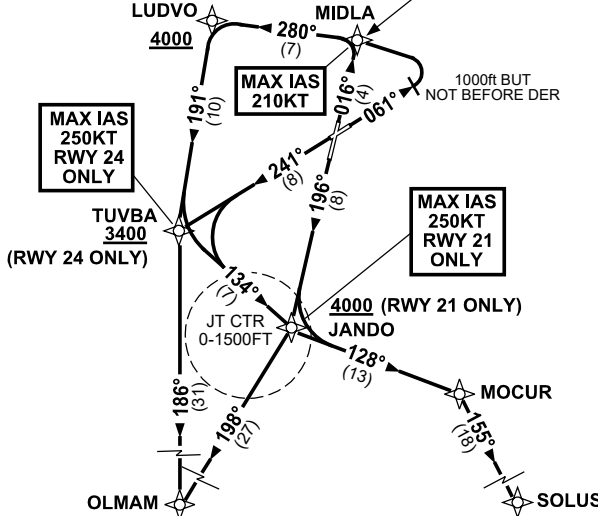 LUDVO
4000
MIDLA
280°
(7)
MAX IAS
210KT
016°
(4)
061°
1000ft BUT
NOT BEFORE DER
191°
(10)
MAX IAS
250KT
RWY 24
ONLY
241°
(8)
196°
(8)
TUVBA
3400
(RWY 24 ONLY)
MAX IAS
250KT
RWY 21
ONLY
134°
(7)
JT CTR
0-1500FT
4000 (RWY 21 ONLY)
JANDO
128°
(13)
MOCUR
186°
(31)
198°
(27)
155°
(18)
OLMAM
SOLUS